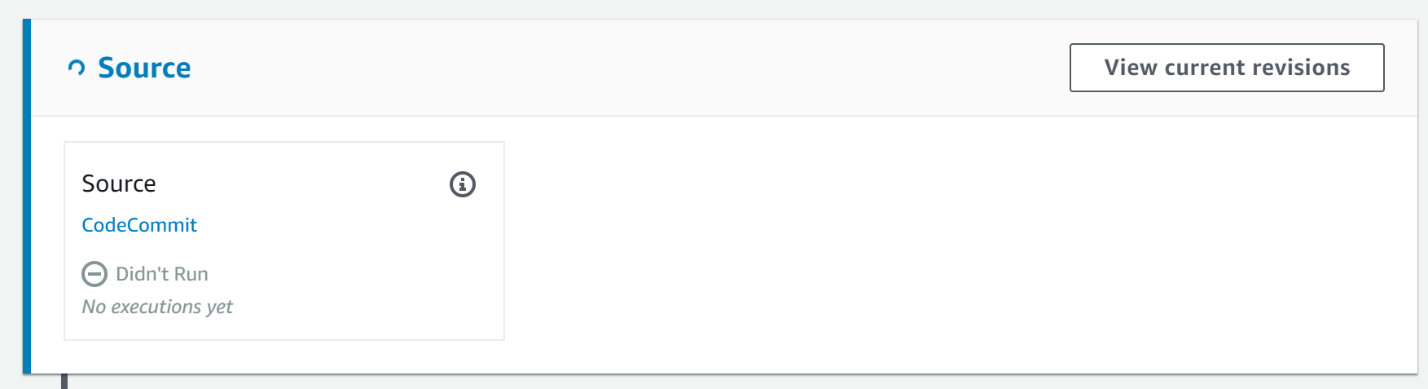 Source
View current revisions
Source
CodeCommit
Didn't Run
No executions yet